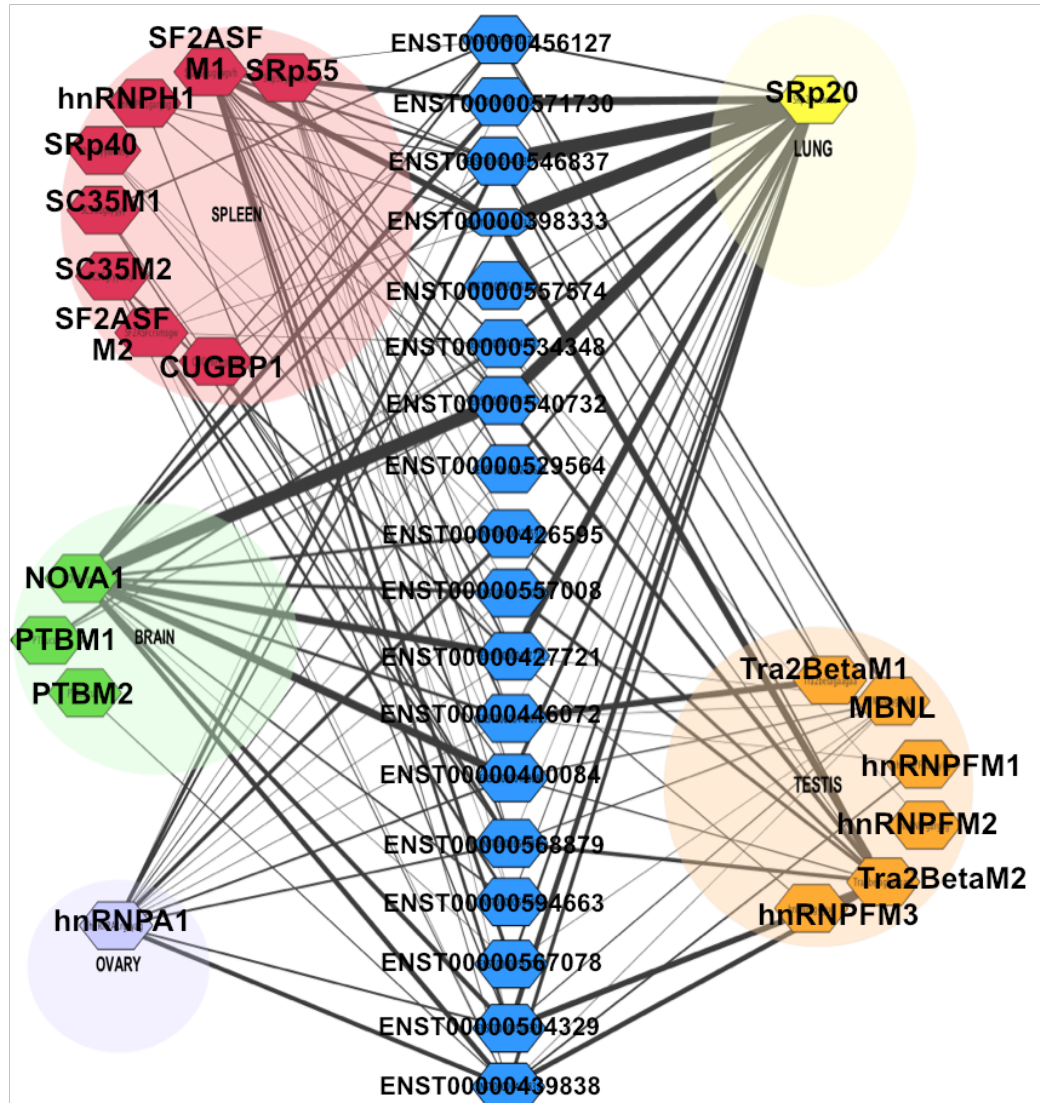 SF2ASF
M1
SRp55
hnRNPH1
SRp40
SC35M1
SPLEEN
SC35M2
SF2ASF
M2
CUGBP1
NOVA1
PTBM1
BRAIN
PTBM2
hnRNPA1
OVARY
ENST00000456127
ENST00000571730
ENST00000546837
ENST00000398333
ENST00000557574
ENST00000534348
ENST00000540732
ENST00000529564
ENST00000426595
ENST00000557008
ENST00000427721
ENST00000446072
ENST00000400084
ENST00000568879
ENST00000594663
ENST00000567078
ENST00000504329
ENST00000439838
SRp20
LUNG
Tra2BetaM1
MBNL
hnRNPFM1
TESTIS
hnRNPFM2
Tra2BetaM2
hnRNPFM3